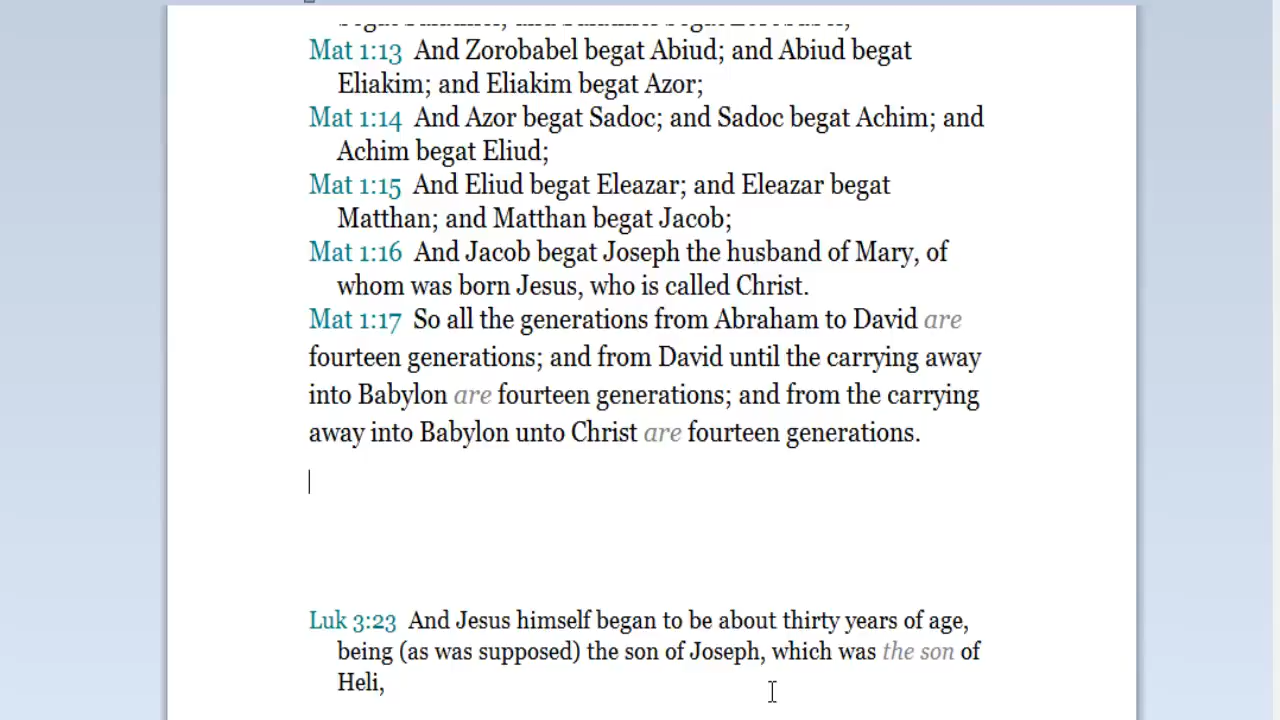 Mat 1:13 And Zorobabel begat Abiud; and Abiud begat
Eliakim; and Eliakim begat Azor;
Mat 1:14 And Azor begat Sadoc; and Sadoc begat Achim; and
Achim begat Eliud;
Mat 1:15 And Eliud begat Eleazar; and Eleazar begat
Matthan; and Matthan begat Jacob;
Mat 1:16 And Jacob begat Joseph the husband of Mary, of
whom was born Jesus, who is called Christ.
Mat 1:17 So all the generations from Abraham to David are
fourteen generations; and from David until the carrying away
into Babylon are fourteen generations; and from the carrying
away into Babylon unto Christ are fourteen generations.
Luk 3:23 And Jesus himself began to be about thirty years of age,
being (as was supposed) the son of Joseph, which was the son of
Heli,